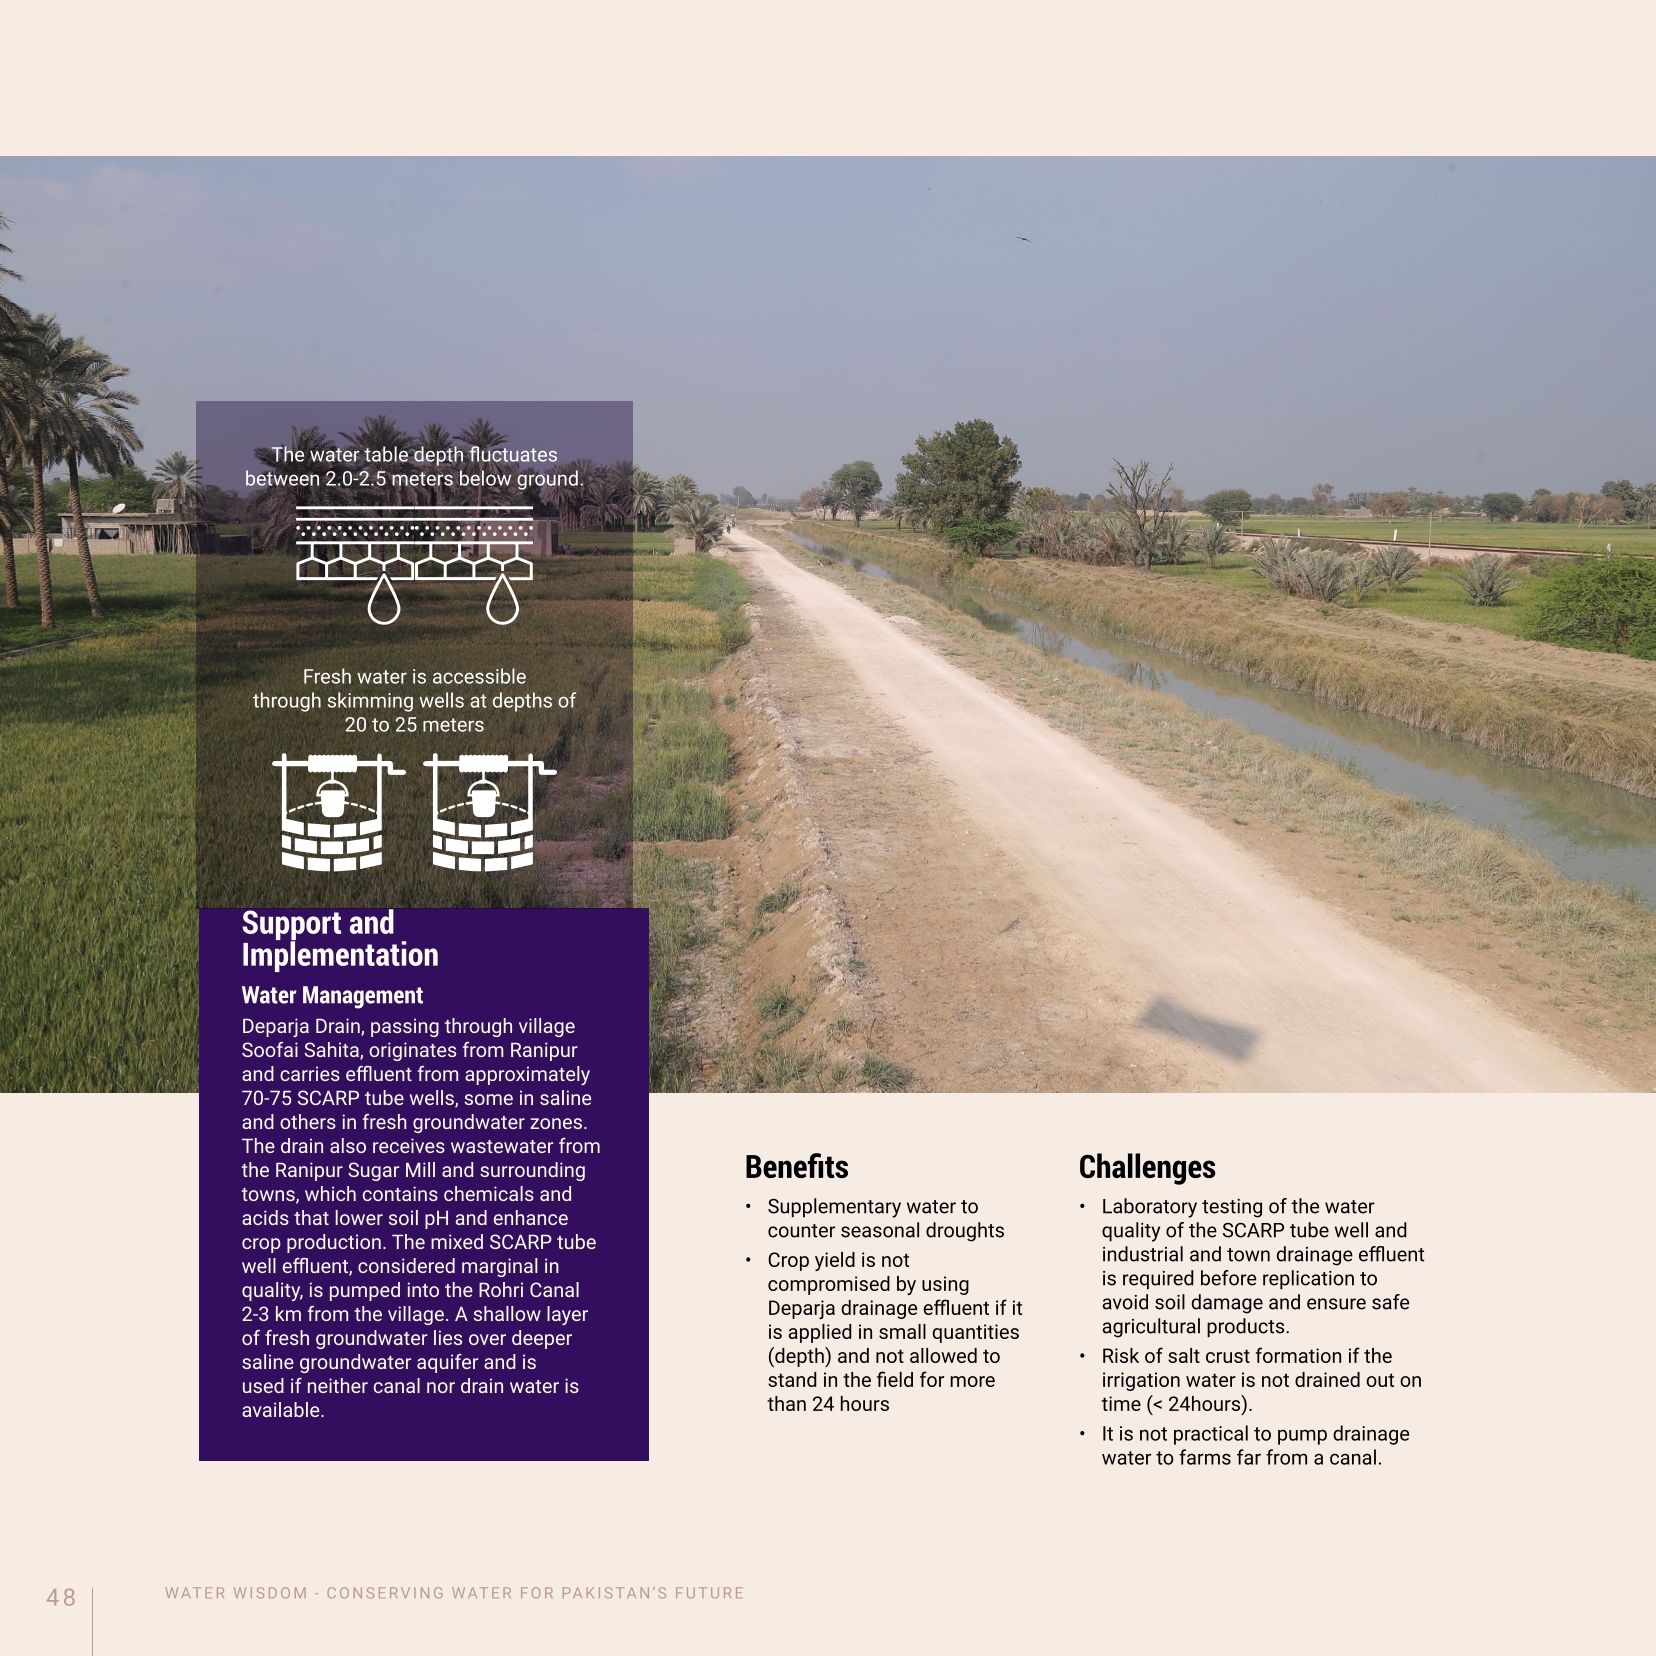 The water table depth fluctuates
between 2.0-2.5 meters below ground.
Fresh water is accessible
through skimming wells at depths of
20 to 25 meters
Support and
Implementation
Water Management
Deparja Drain, passing through village
Soofai Sahita, originates from Ranipur
and carries effluent from approximately
70-75 SCARP tube wells, some in saline
and others in fresh groundwater zones.
The drain also receives wastewater from
the Ranipur Sugar Mill and surrounding
towns, which contains chemicals and
acids that lower soil pH and enhance
crop production. The mixed SCARP tube
well effluent, considered marginal in
quality, is pumped into the Rohri Canal
2-3 km from the village. A shallow layer
of fresh groundwater lies over deeper
saline groundwater aquifer and is
used if neither canal nor drain water is
available.
Benefits
• Supplementary water to
counter seasonal droughts
• Crop yield is not
compromised by using
Deparja drainage effluent if it
is applied in small quantities
(depth) and not allowed to
stand in the field for more
than 24 hours
Challenges
• Laboratory testing of the water
quality of the SCARP tube well and
industrial and town drainage effluent
is required before replication to
avoid soil damage and ensure safe
agricultural products.
• Risk of salt crust formation if the
irrigation water is not drained out on
time (< 24hours).
• It is not practical to pump drainage
water to farms far from a canal.
48
WATER WISDOM - CONSERVING WATER FOR PAKISTAN'S FUTURE